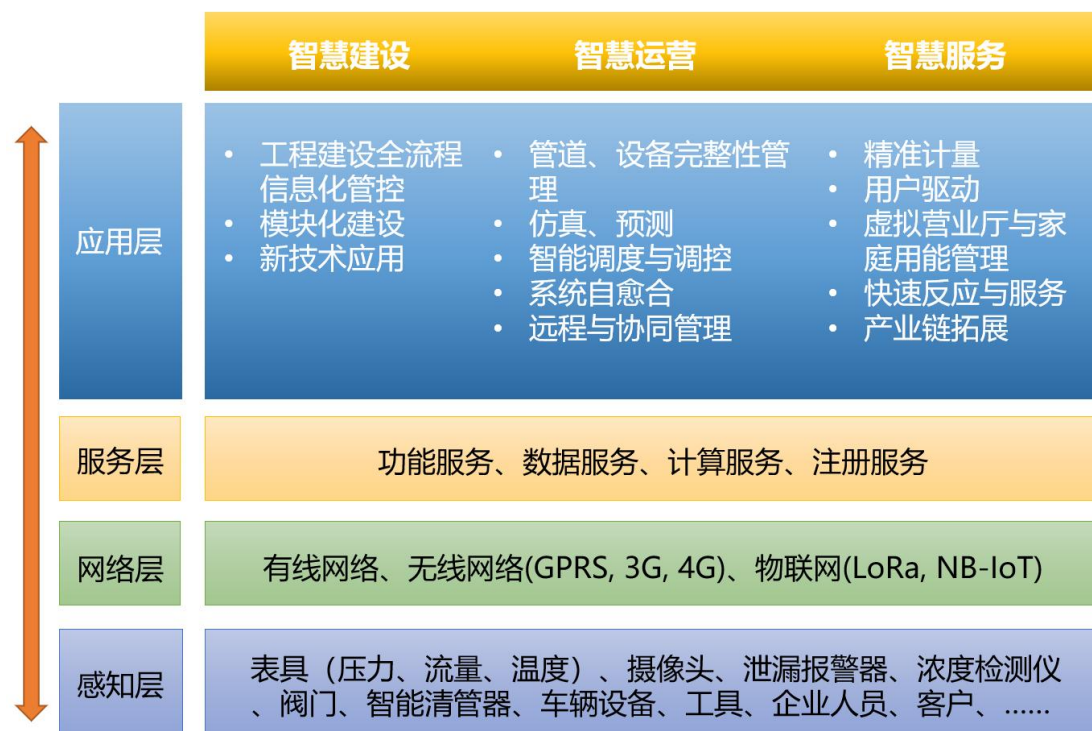 智慧建设 智慧运营 智慧服务
应用层
• 工程建设全流程
信息化管控
• 模块化建设
• 新技术应用
• 管道、设备完整性管
理
• 仿真、预测
• 智能调度与调控
• 系统自愈合
• 远程与协同管理
• 精准计量
• 用户驱动
• 虚拟营业厅与家
庭用能管理
• 快速反应与服务
• 产业链拓展
服务层
功能服务、数据服务、计算服务、注册服务
网络层
有线网络、无线网络(GPRS, 3G, 4G)、物联网(LoRa, NB-IoT)
感知层
表具（压力、流量、温度）、摄像头、泄漏报警器、浓度检测仪
、阀门、智能清管器、车辆设备、工具、企业人员、客户、......